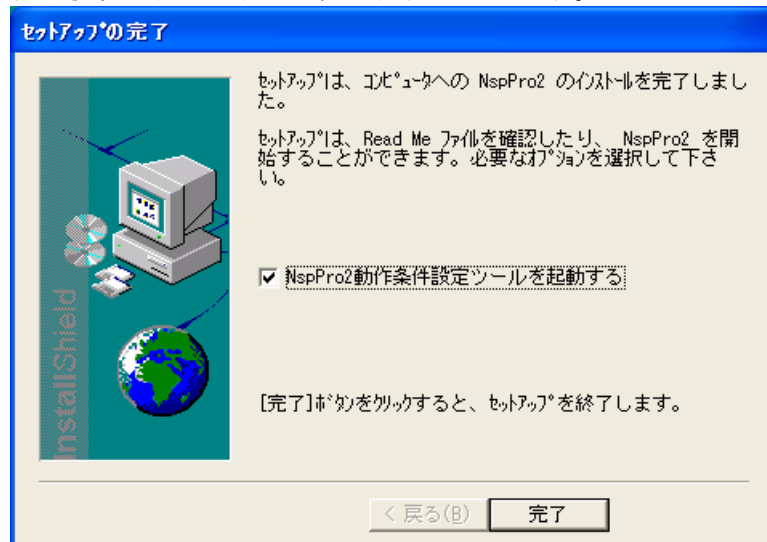 ｾｯﾄｱｯﾌﾟの完了
ｾｯﾄｱｯﾌﾟは、ｺﾝﾋﾟｭｰﾀへの NspPro2 のｲﾝｽﾄｰﾙを完了しまし
た。
ｾｯﾄｱｯﾌﾟは、Read Me ﾌｧｲﾙを確認したり、 NspPro2 を開
始することができます。必要なｵﾌﾟｼｮﾝを選択して下さ
い。
NspPro2動作条件設定ツールを起動する
InstallShield
[完了]ﾎﾞﾀﾝをｸﾘｯｸすると、ｾｯﾄｱｯﾌﾟを終了します。
< 戻る(B)
完了